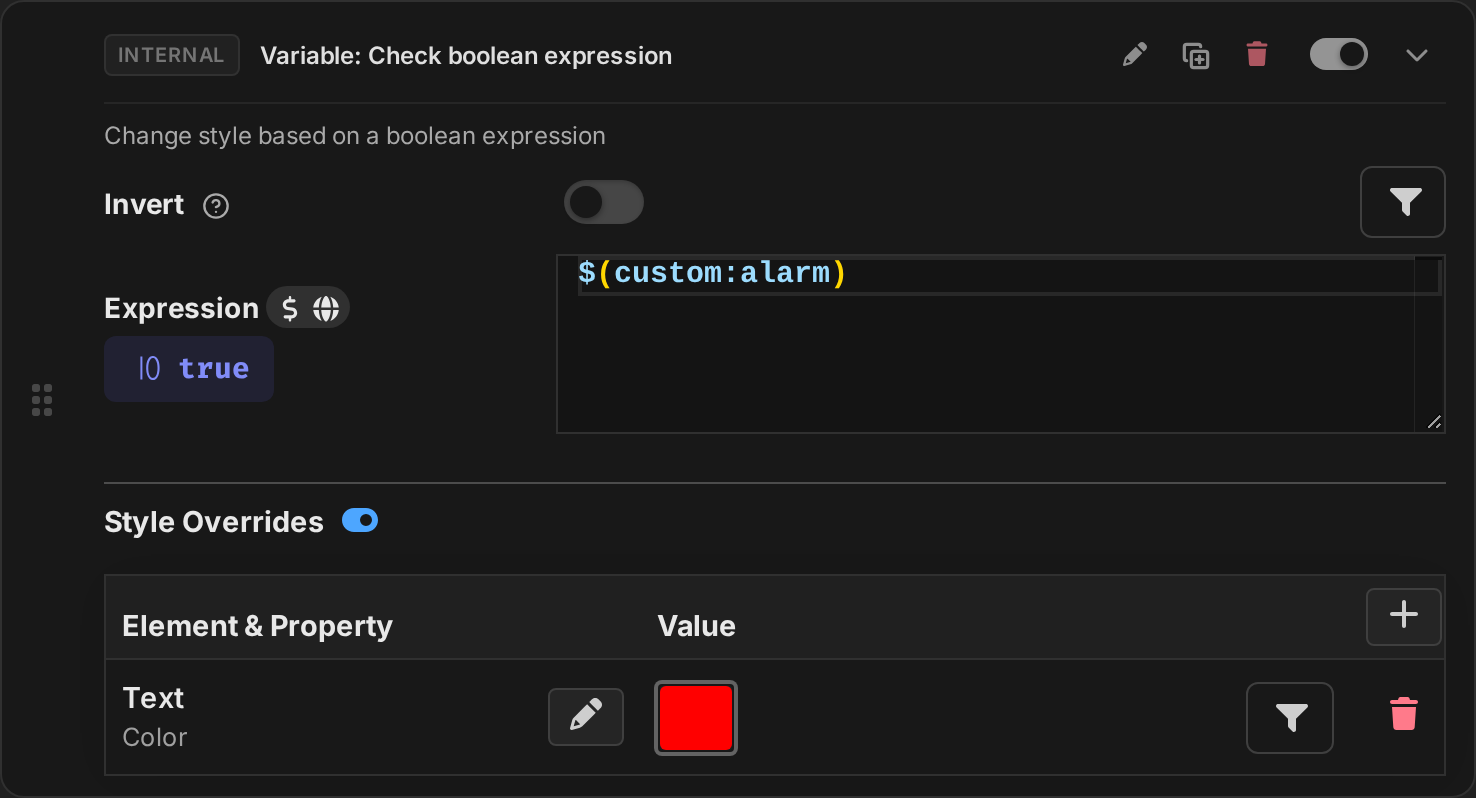 INTERNAL Variable: Check boolean expression
Change style based on a boolean expression
Invert ?
$(custom:alarm)
Expression $
true
Style Overrides
Element & Property Value
Text
Color